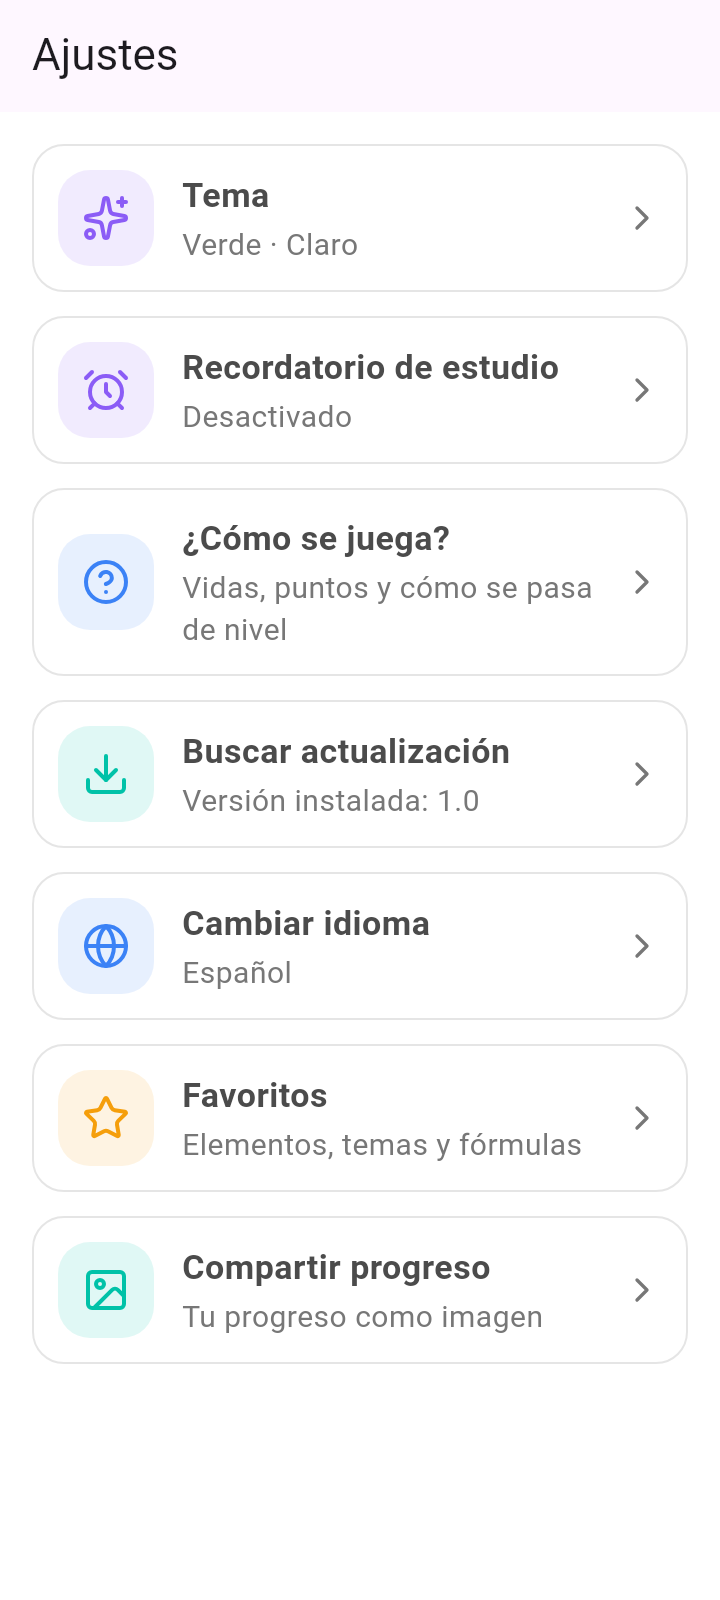 Ajustes
Tema
Verde · Claro
Recordatorio de estudio
Desactivado
¿Cómo se juega?
Vidas, puntos y cómo se pasa
de nivel
Buscar actualización
Versión instalada: 1.0
Cambiar idioma
Español
Favoritos
Elementos, temas y fórmulas
Compartir progreso
Tu progreso como imagen